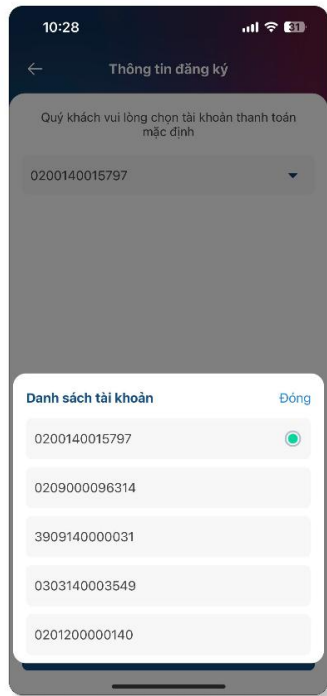 10:28
31
Thông tin đăng ký
Quý khách vui lòng chọn tài khoản thanh toán
mặc định
0200140015797
Danh sách tài khoản Đóng
0200140015797
0209000096314
3909140000031
0303140003549
0201200000140